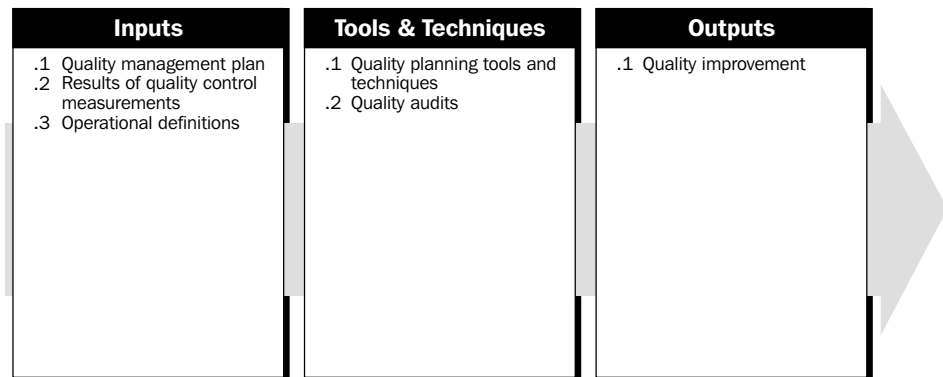 Inputs
.1 Quality management plan
.2 Results of quality control
measurements
.3 Operational definitions
Tools & Techniques
.1 Quality planning tools and
techniques
.2 Quality audits
Outputs
.1 Quality improvement